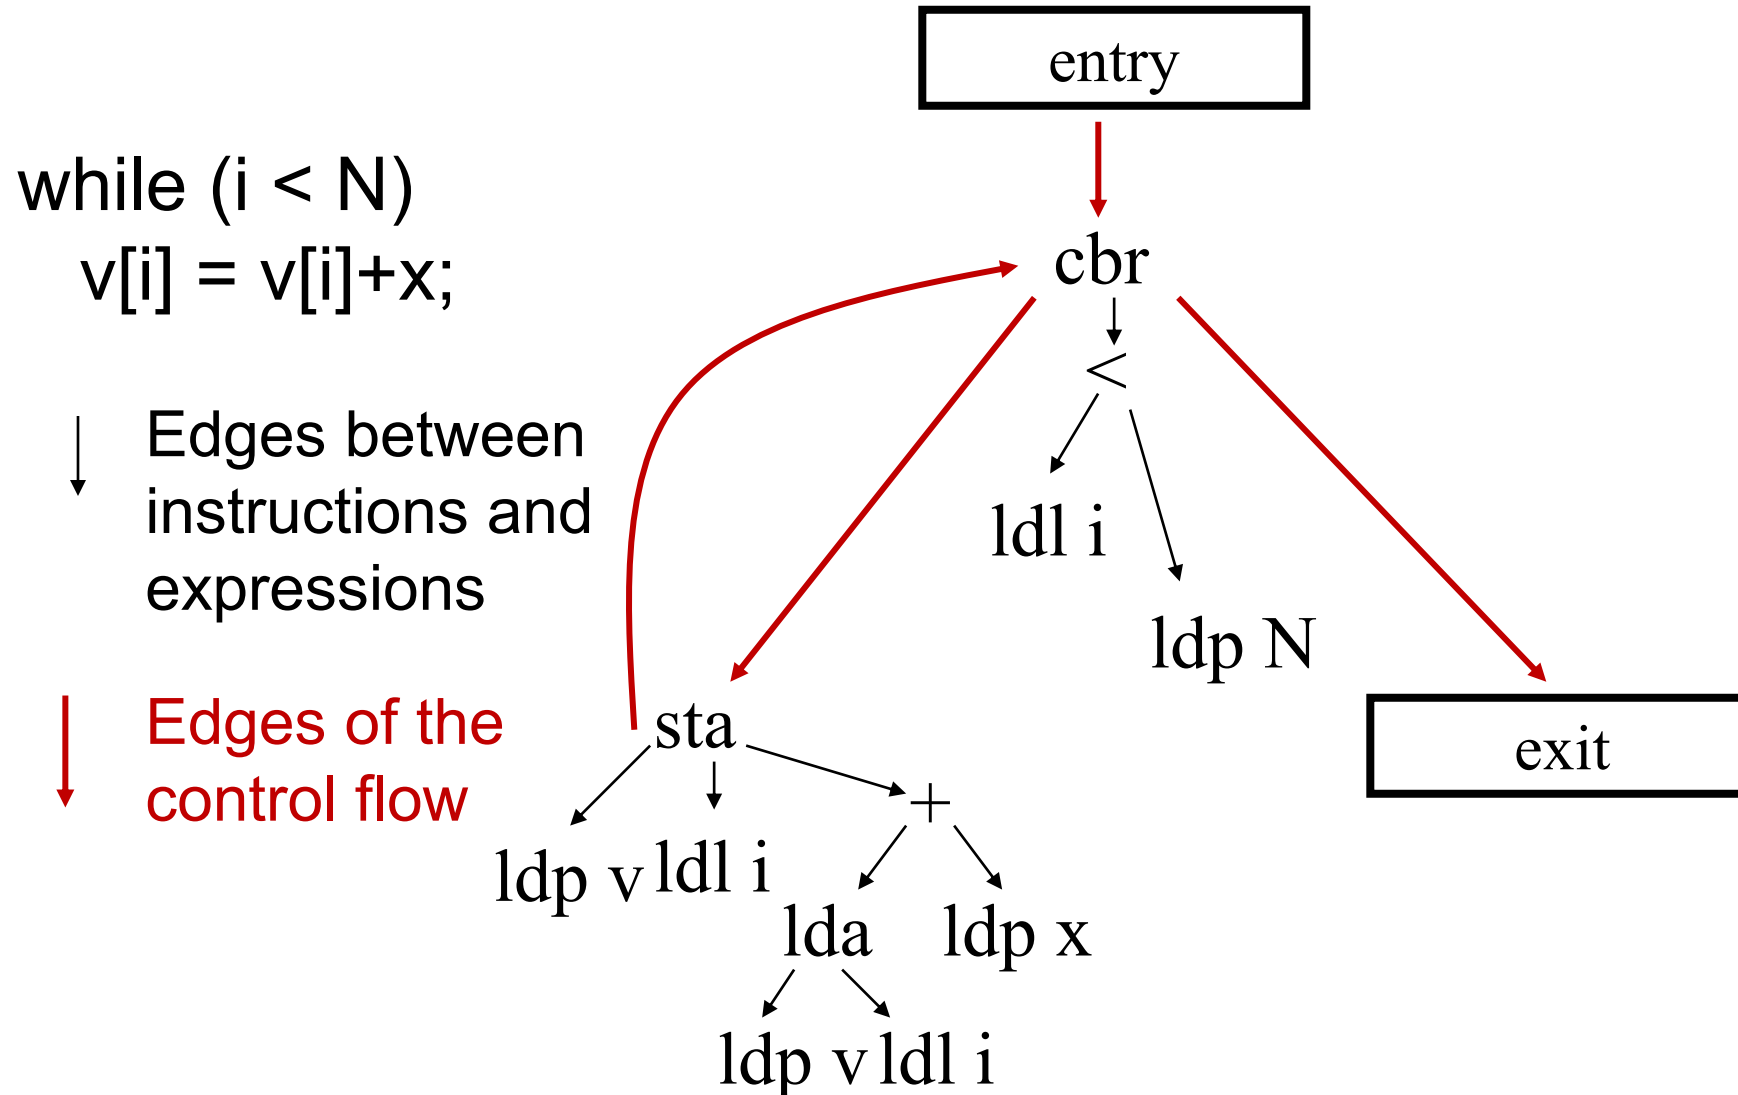 entry
while (i < N)
v[i] = v[i]+x;
cbr
<
Edges between
instructions and
expressions
ldl i
ldp N
Edges of the
control flow
sta
exit
+
ldp v
ldl i
lda
ldp x
ldp v
ldl i